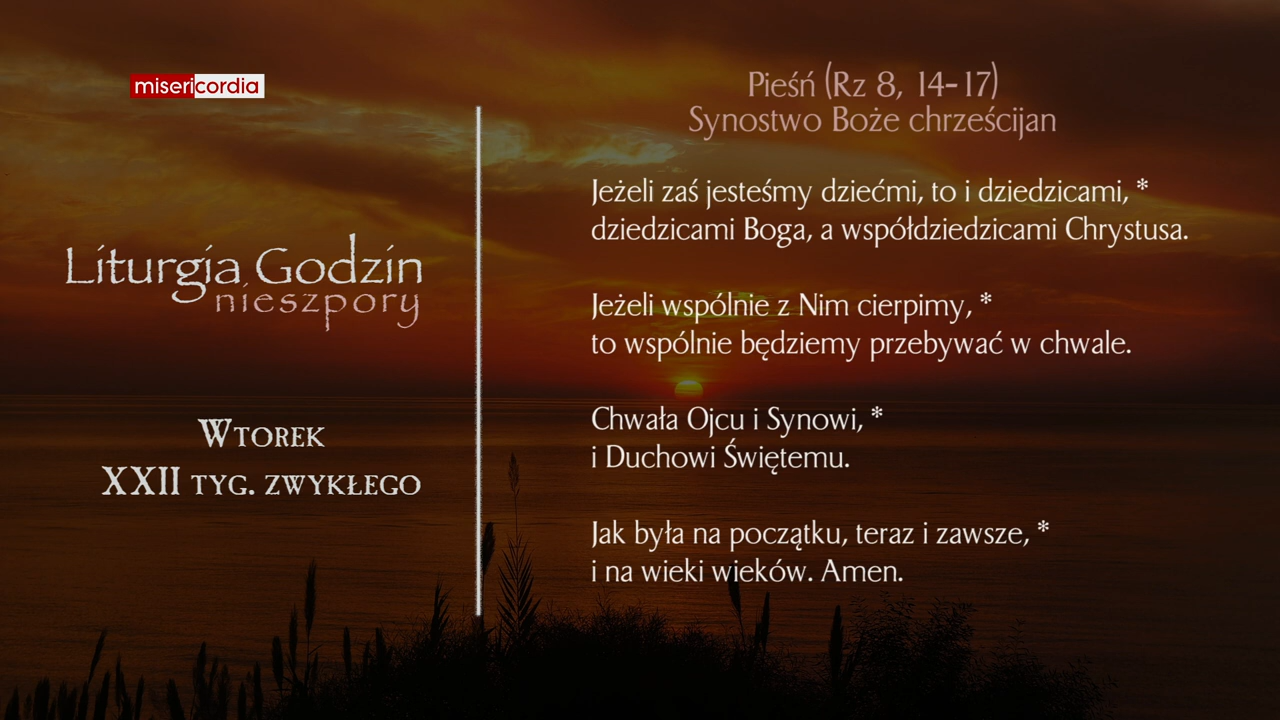 misericordia
Liturgia Godzin
nieszpory
Wtorek
XXII tyg. zwykłego
Pieśń (Rz 8, 14-17)
Synostwo Boże chrześcijan
Jeżeli zaś jesteśmy dziećmi, to i dziedzicami, *
dziedzicami Boga, a współdziedzicami Chrystusa.
Jeżeli wspólnie z Nim cierpimy, *
to wspólnie będziemy przebywać w chwale.
Chwała Ojcu i Synowi, *
i Duchowi Świętemu.
Jak była na początku, teraz i zawsze, *
i na wieki wieków. Amen.